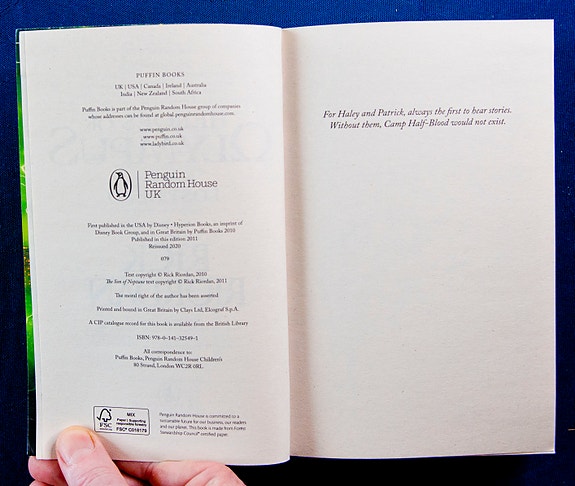 PUFFIN BOOKS
UK | USA | Canada | Ireland | Australia
India | New Zealand | South Africa
Puffin Books is part of the Penguin Random House group of companies
whose addresses can be found at global.penguinrandomhouse.com.
www.penguin.co.uk
www.puffin.co.uk
www.ladybird.co.uk
Penguin
Random House
UK
First published in the USA by Disney • Hyperion Books, an imprint of
Disney Book Group, and in Great Britain by Puffin Books 2010
Published in this edition 2011
Reissued 2020
079
Text copyright © Rick Riordan, 2010
The Son of Neptune text copyright © Rick Riordan, 2011
The moral right of the author has been asserted
Printed and bound in Great Britain by Clays Ltd, Elcograf S.p.A.
A CIP catalogue record for this book is available from the British Library
ISBN: 978-0-141-32549-1
All correspondence to:
Puffin Books, Penguin Random House Children's
80 Strand, London WC2R 0RL
FSC
MIX
Paper | Supporting
responsible forestry
FSC® C018179
Penguin Random House is committed to a
sustainable future for our business, our readers
and our planet. This book is made from Forest
Stewardship Council® certified paper.
For Haley and Patrick, always the first to hear stories.
Without them, Camp Half-Blood would not exist.